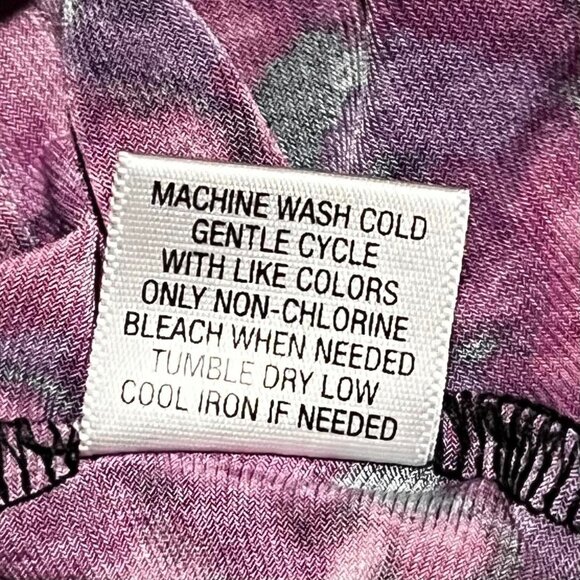 MACHINE WASH COLD
GENTLE CYCLE
WITH LIKE COLORS
ONLY NON-CHLORINE
BLEACH WHEN NEEDED
TUMBLE DRY LOW
COOL IRON IF NEEDED